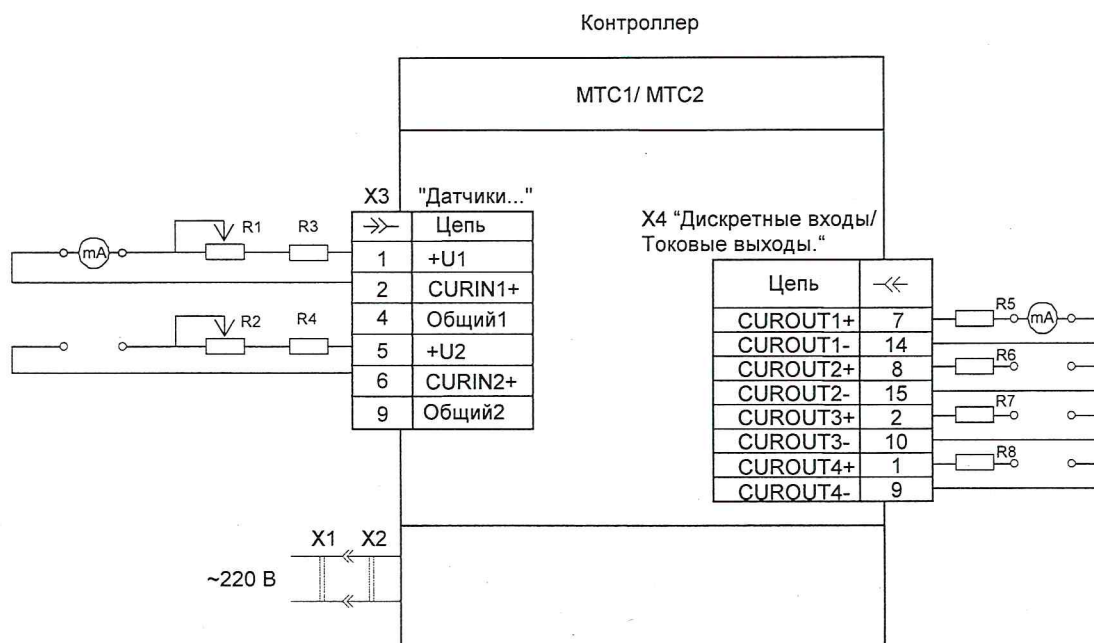 Контроллер
МТС1/ МТС2
X3 "Датчики..."
Цепь
1 +U1
2 CURIN1+
4 Общий1
5 +U2
6 CURIN2+
9 Общий2
mA
R1
R3
R2
R4
X4 “Дискретные входы/
Токовые выходы.“
Цепь
CUROUT1+ 7
CUROUT1- 14
CUROUT2+ 8
CUROUT2- 15
CUROUT3+ 2
CUROUT3- 10
CUROUT4+ 1
CUROUT4- 9
R5
mA
R6
R7
R8
X1 X2
~220 В